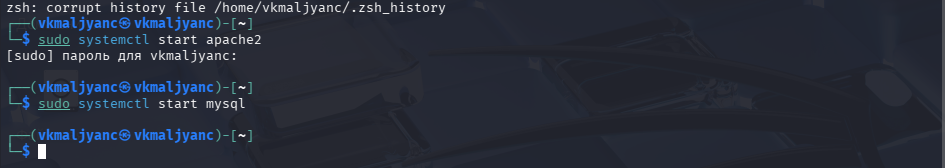 zsh: corrupt history file /home/vkmaljyanc/.zsh_history
┌──(vkmaljyanc㉿vkmaljyanc)-[~]
└─$ sudo systemctl start apache2
[sudo] пароль для vkmaljyanc:
┌──(vkmaljyanc㉿vkmaljyanc)-[~]
└─$ sudo systemctl start mysql
┌──(vkmaljyanc㉿vkmaljyanc)-[~]
└─$